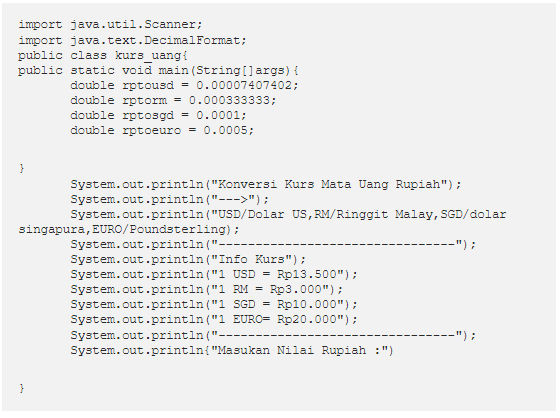 import java.util.Scanner;
import java.text.DecimalFormat;
public class kurs_uang{
public static void main(String[]args){
double rptousd = 0.00007407402;
double rptorm = 0.000333333;
double rptosgd = 0.0001;
double rptoeuro = 0.0005;
}
System.out.println("Konversi Kurs Mata Uang Rupiah");
System.out.println("--->");
System.out.println("USD/Dolar US,RM/Ringgit Malay,SGD/dolar
singapura,EURO/Poundsterling);
System.out.println("--------------------------------");
System.out.println("Info Kurs");
System.out.println("1 USD = Rp13.500");
System.out.println("1 RM = Rp3.000");
System.out.println("1 SGD = Rp10.000");
System.out.println("1 EURO= Rp20.000");
System.out.println("--------------------------------");
System.out.println{"Masukan Nilai Rupiah :")
}